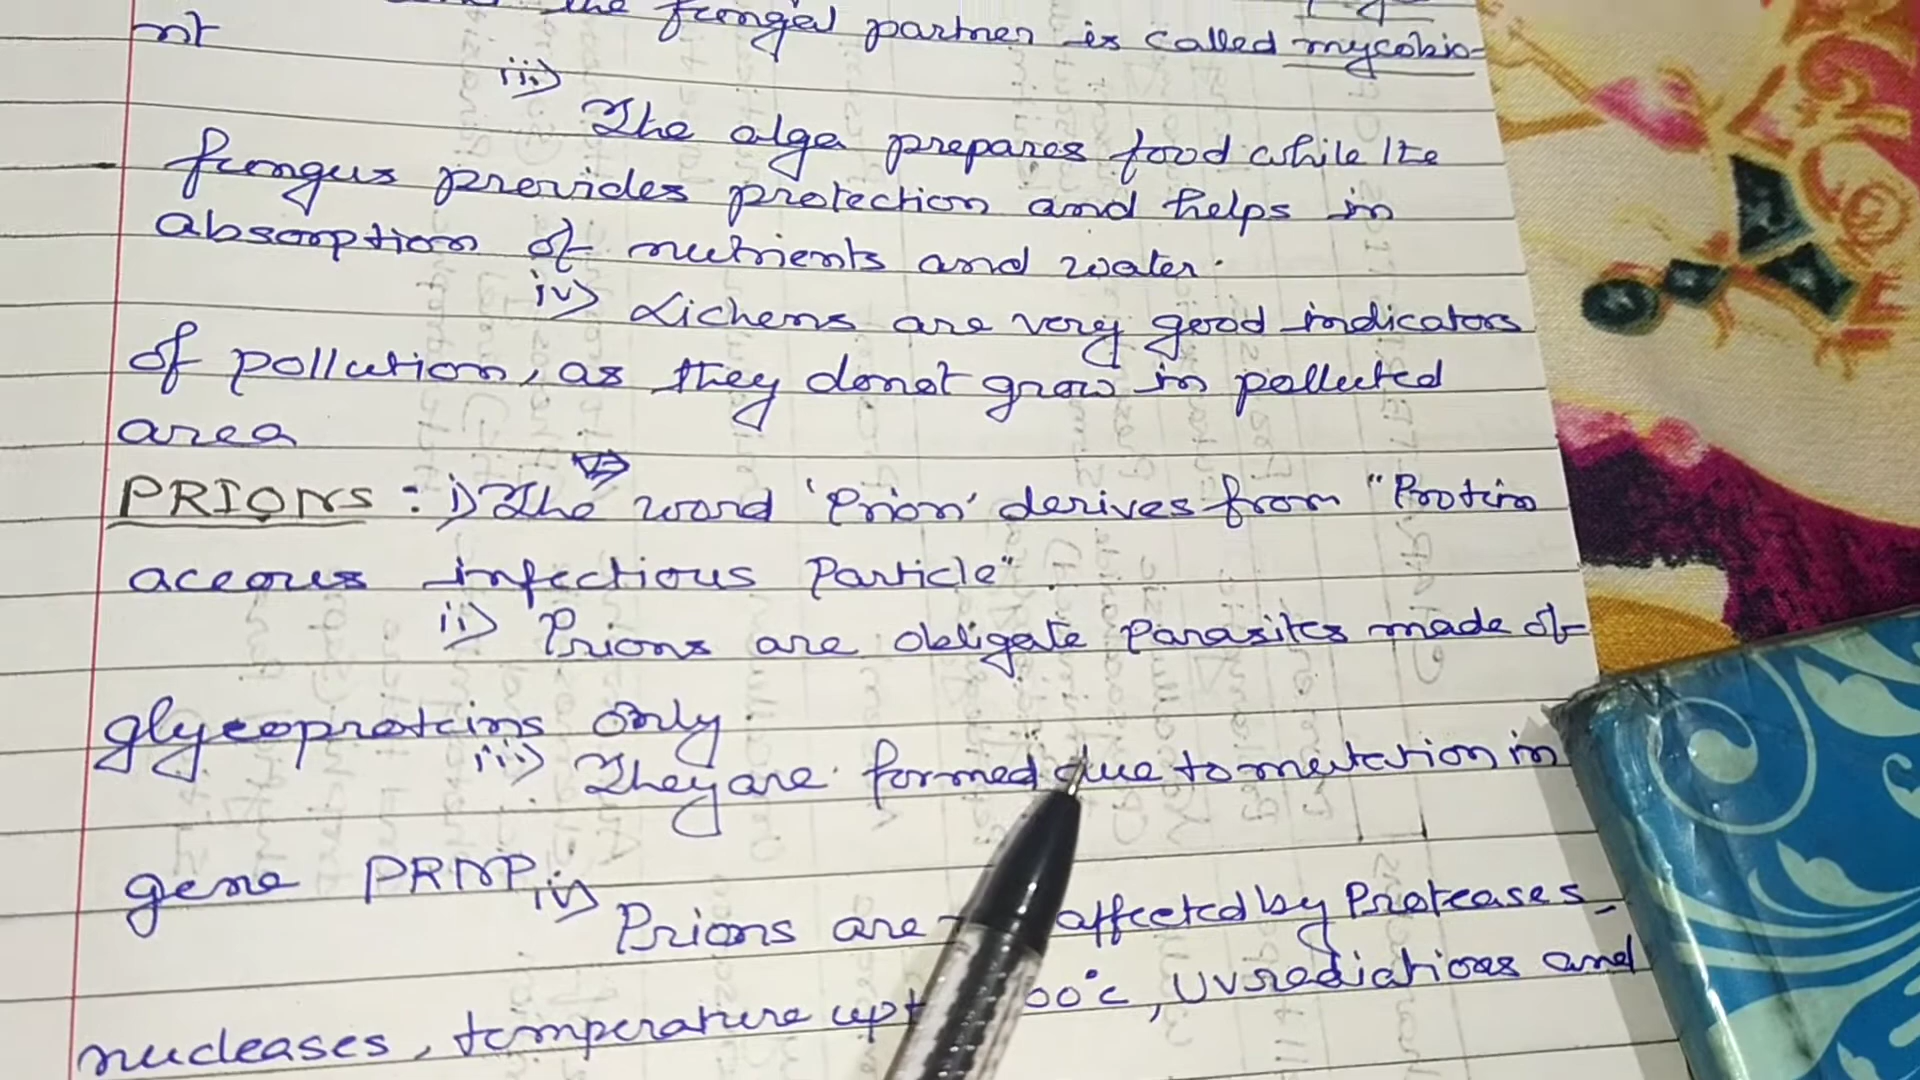 the fungal partner is called mycobio-
nt
iii) The alga prepares food while the
fungus provides protection and helps in
absorption of nutrients and water.
iv) Lichens are very good indicators
of pollution, as they donot grow in polluted
area
PRIONS : i) The word 'Prion' derives from "Protein
aceous infectious Particle".
ii) Prions are obligate Parasites made of
glycoproteins only.
iii) They are formed due to mutation in
gene PRNP
iv) Prions are affected by Proteases,
nucleases, temperature upt 00°C, UV radiations and